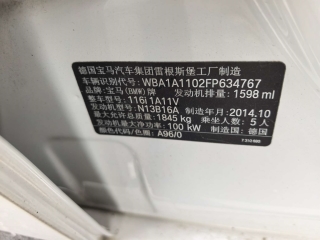 德国宝马汽车集团雷根斯堡工厂制造
车辆识别代号: WBA1A1102FP634767
厂牌: 宝马(BMW)牌 发动机排量: 1598 ml
整车型号: 116i 1A11V
发动机型号: N13B16A 制造年月: 2014.10
最大允许总质量: 1845 kg 乘坐人数: 5 人
发动机最大净功率: 100 kW 制造国: 德国
颜色代码/色彩: A96/0